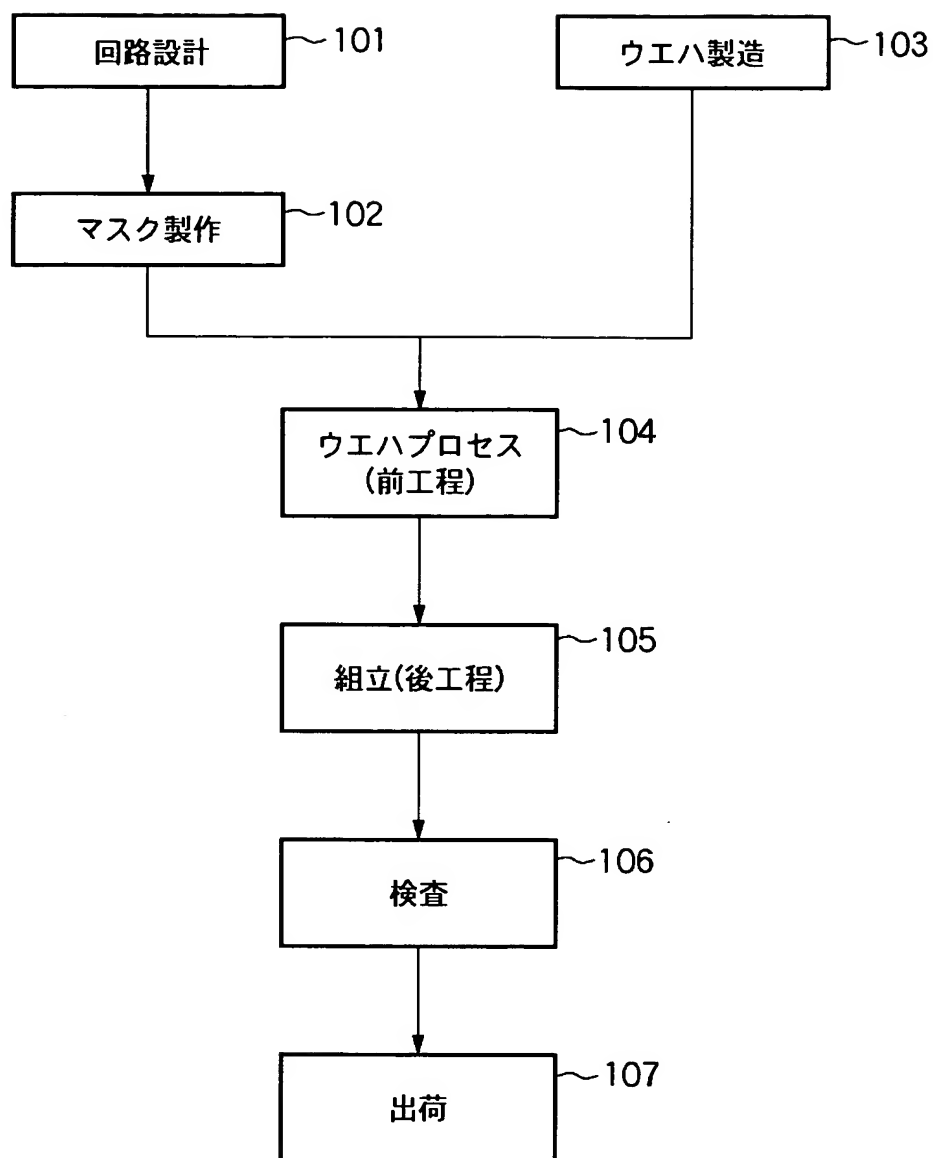 回路設計
101
ウエハ製造
103
マスク製作
102
ウエハプロセス
(前工程)
104
組立(後工程)
105
検査
106
出荷
107